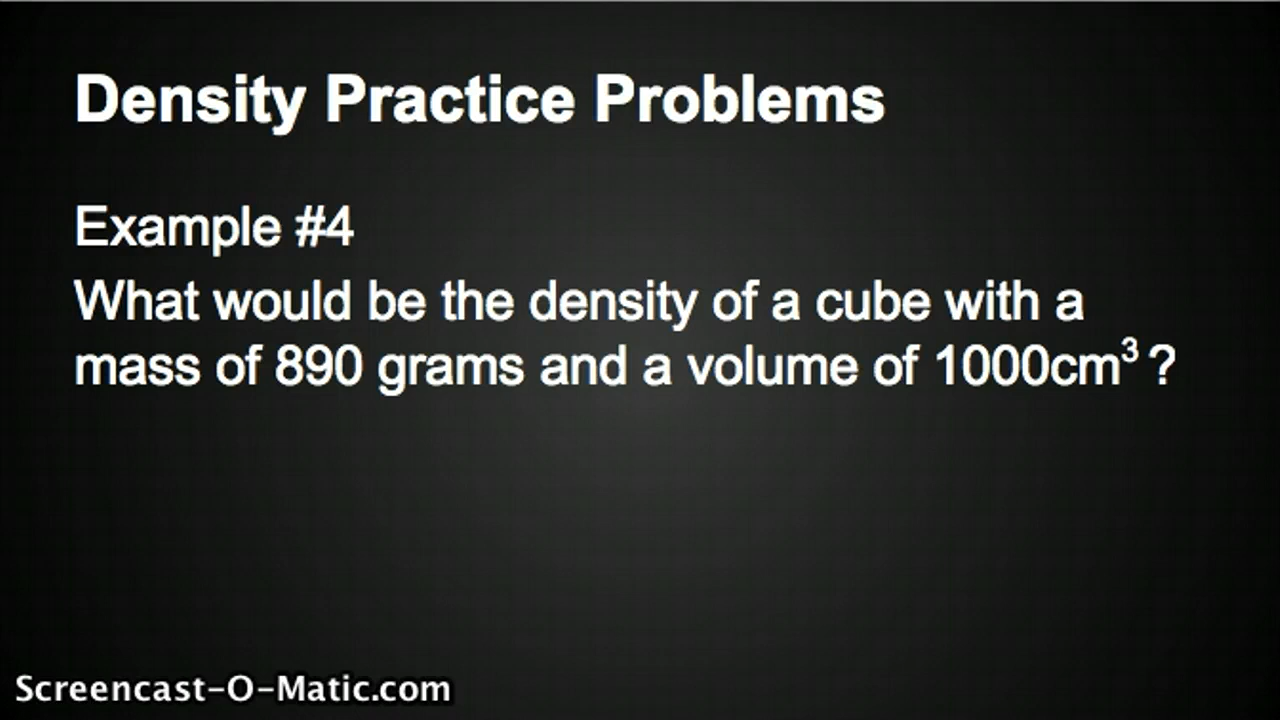 Density Practice Problems
Example #4
What would be the density of a cube with a
mass of 890 grams and a volume of 1000cm³ ?
Screencast-O-Matic.com